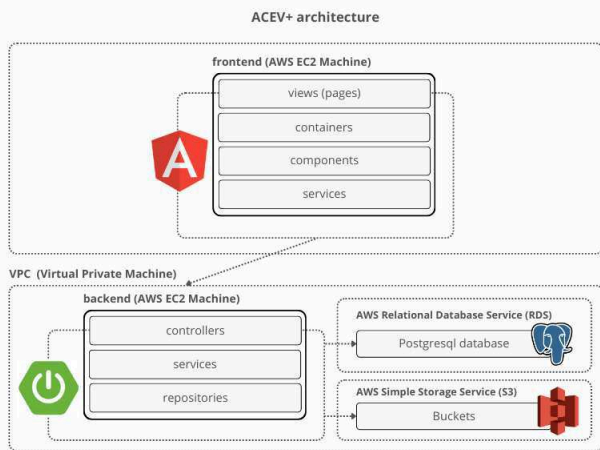 ACEV+ architecture
frontend (AWS EC2 Machine)
views (pages)
containers
components
services
VPC (Virtual Private Machine)
backend (AWS EC2 Machine)
controllers
services
repositories
AWS Relational Database Service (RDS)
Postgresql database
AWS Simple Storage Service (S3)
Buckets